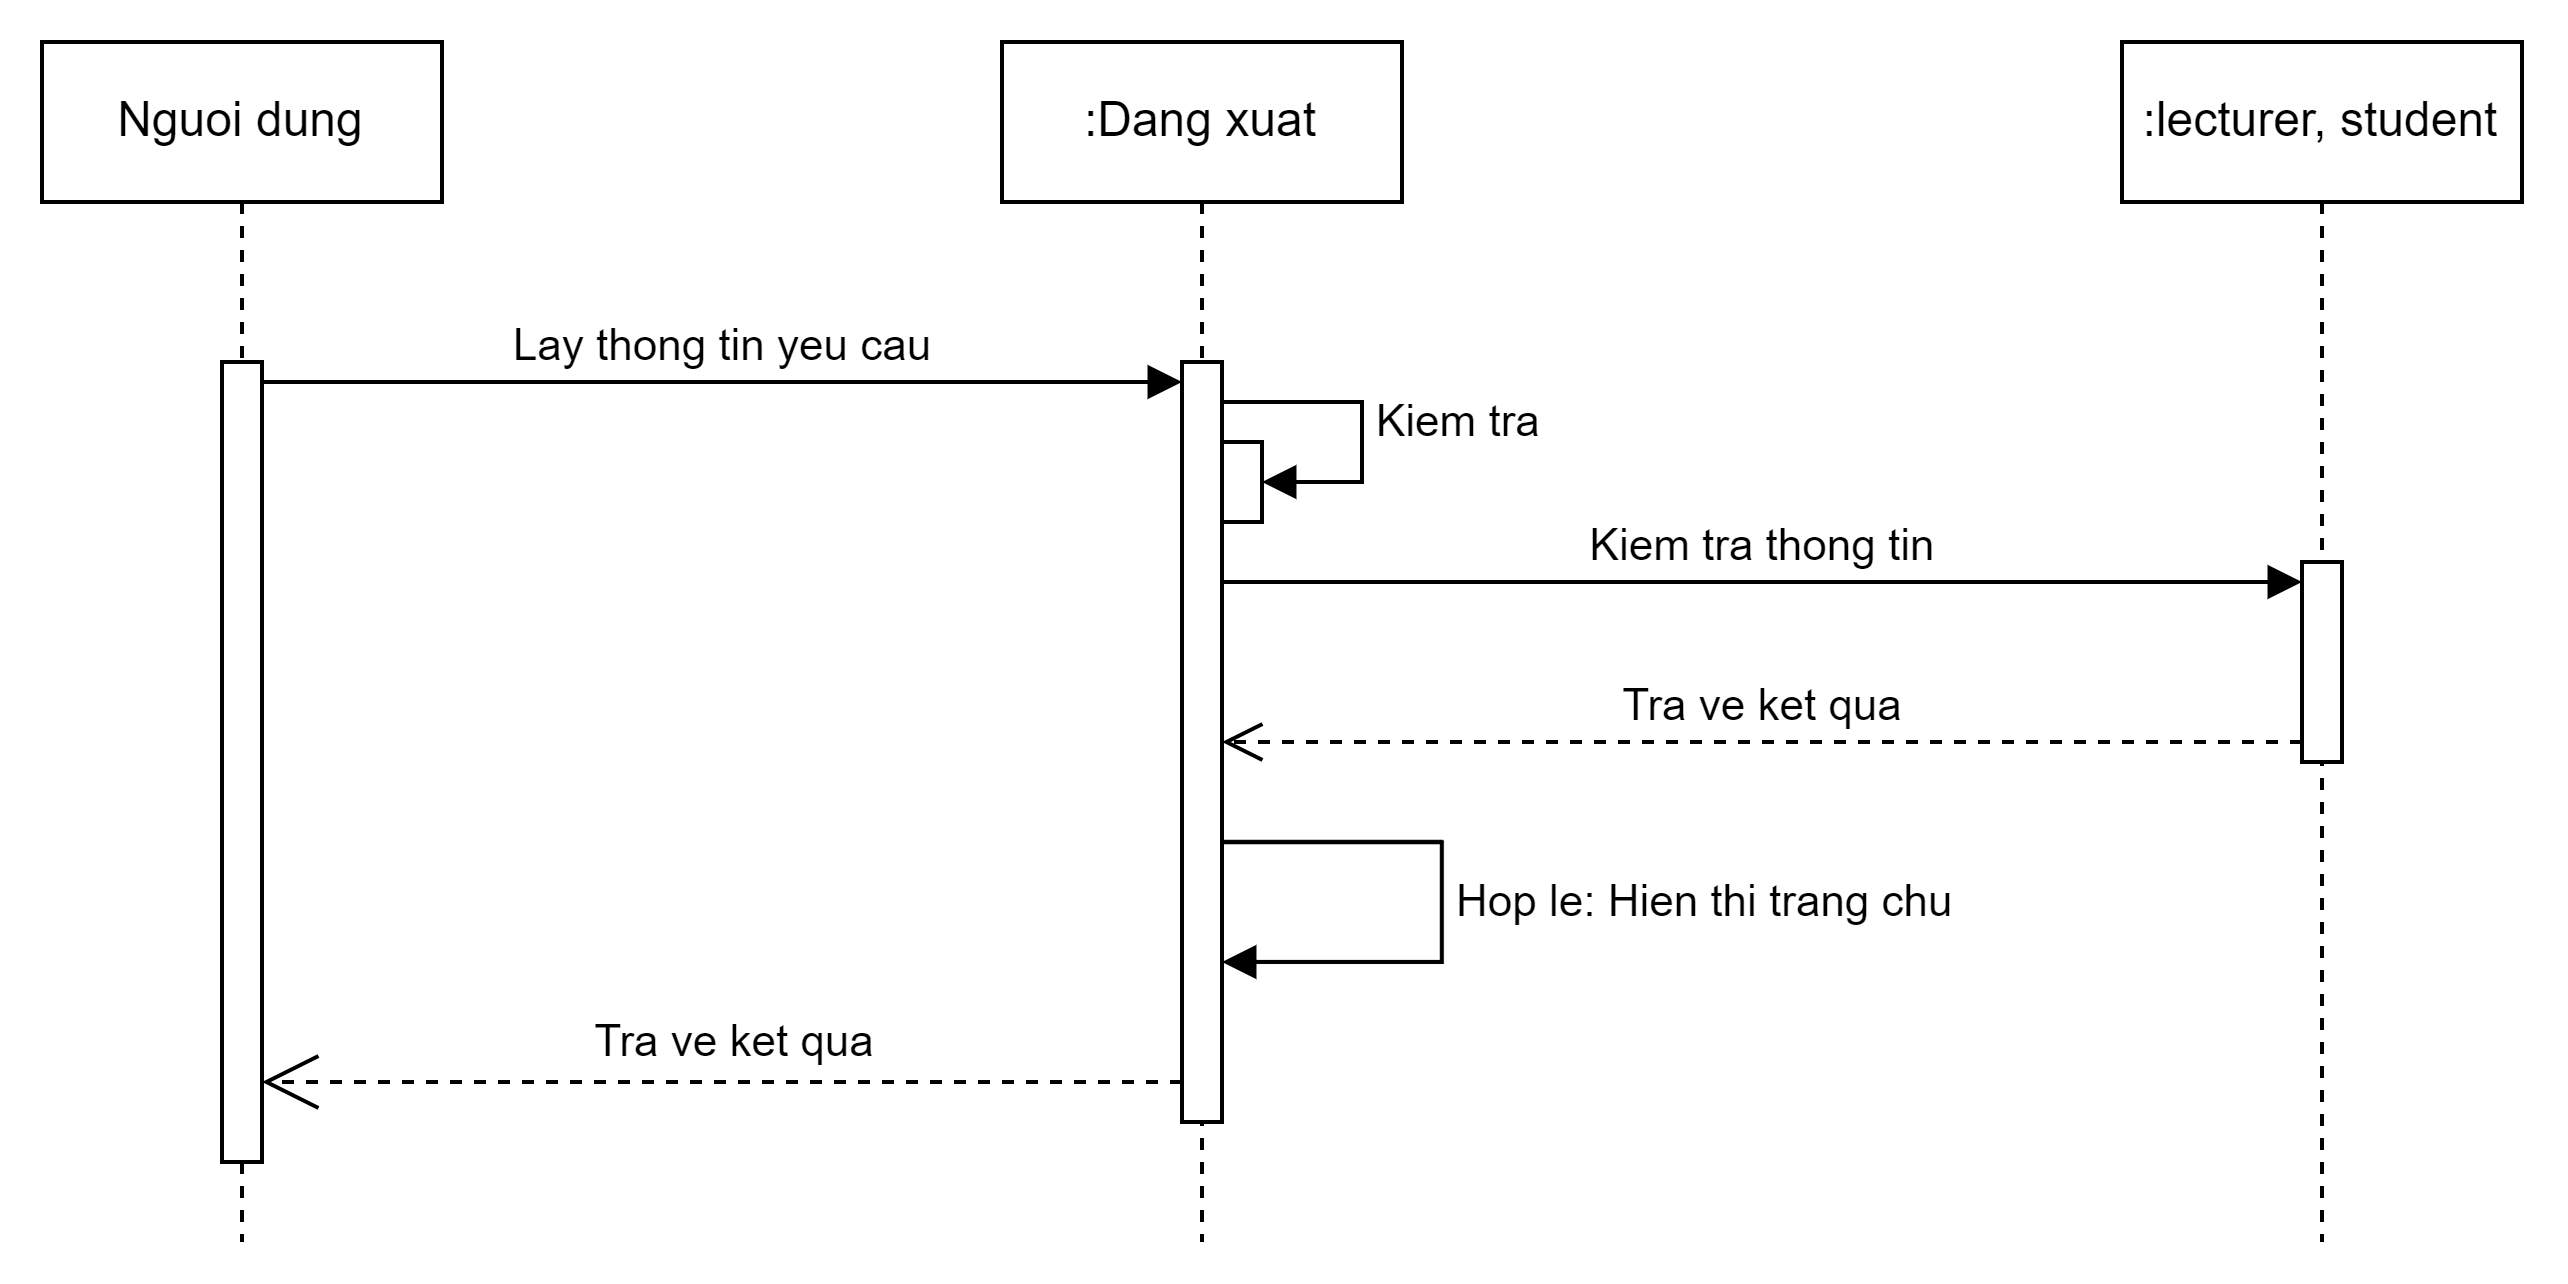 Nguoi dung
:Dang xuat
:lecturer, student
Lay thong tin yeu cau
Kiem tra
Kiem tra thong tin
Tra ve ket qua
Hop le: Hien thi trang chu
Tra ve ket qua